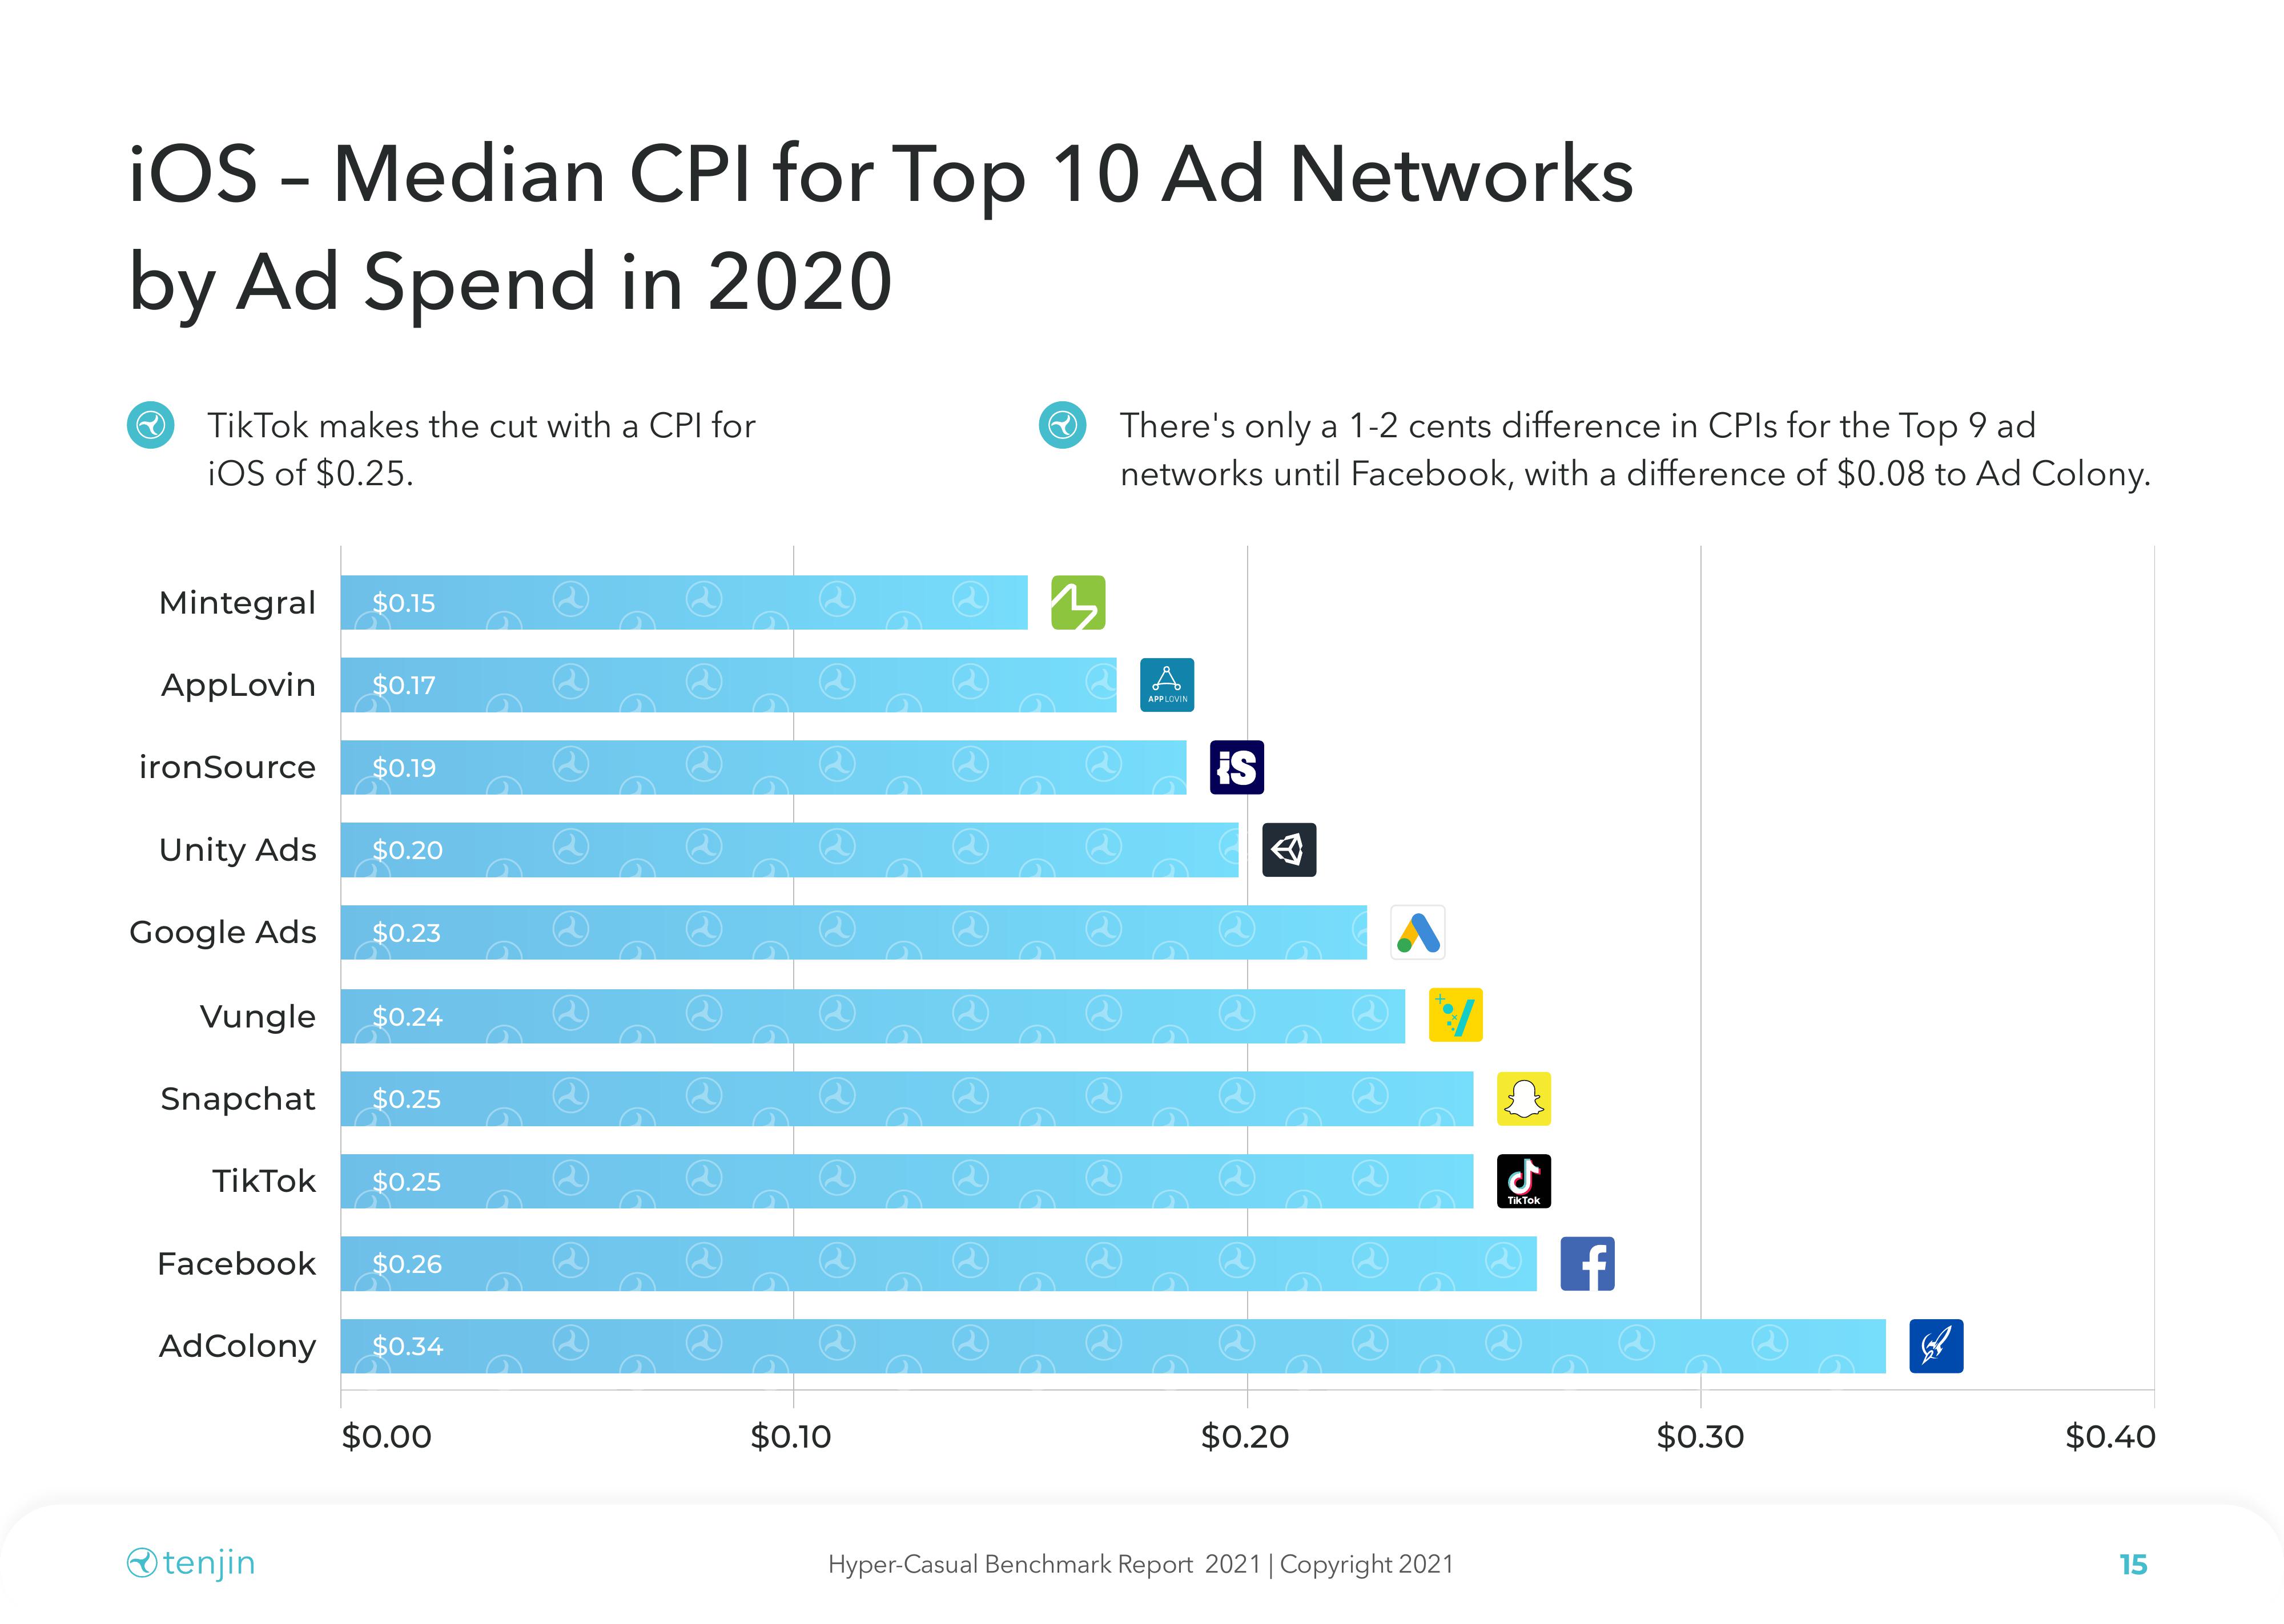 iOS – Median CPI for Top 10 Ad Networks
by Ad Spend in 2020
TikTok makes the cut with a CPI for
iOS of $0.25.
There's only a 1-2 cents difference in CPIs for the Top 9 ad
networks until Facebook, with a difference of $0.08 to Ad Colony.
Mintegral $0.15
AppLovin $0.17 APPLOVIN
ironSource $0.19 iS
Unity Ads $0.20
Google Ads $0.23
Vungle $0.24
Snapchat $0.25
TikTok $0.25 TikTok
Facebook $0.26 f
AdColony $0.34
$0.00 $0.10 $0.20 $0.30 $0.40
tenjin
Hyper-Casual Benchmark Report 2021 | Copyright 2021
15